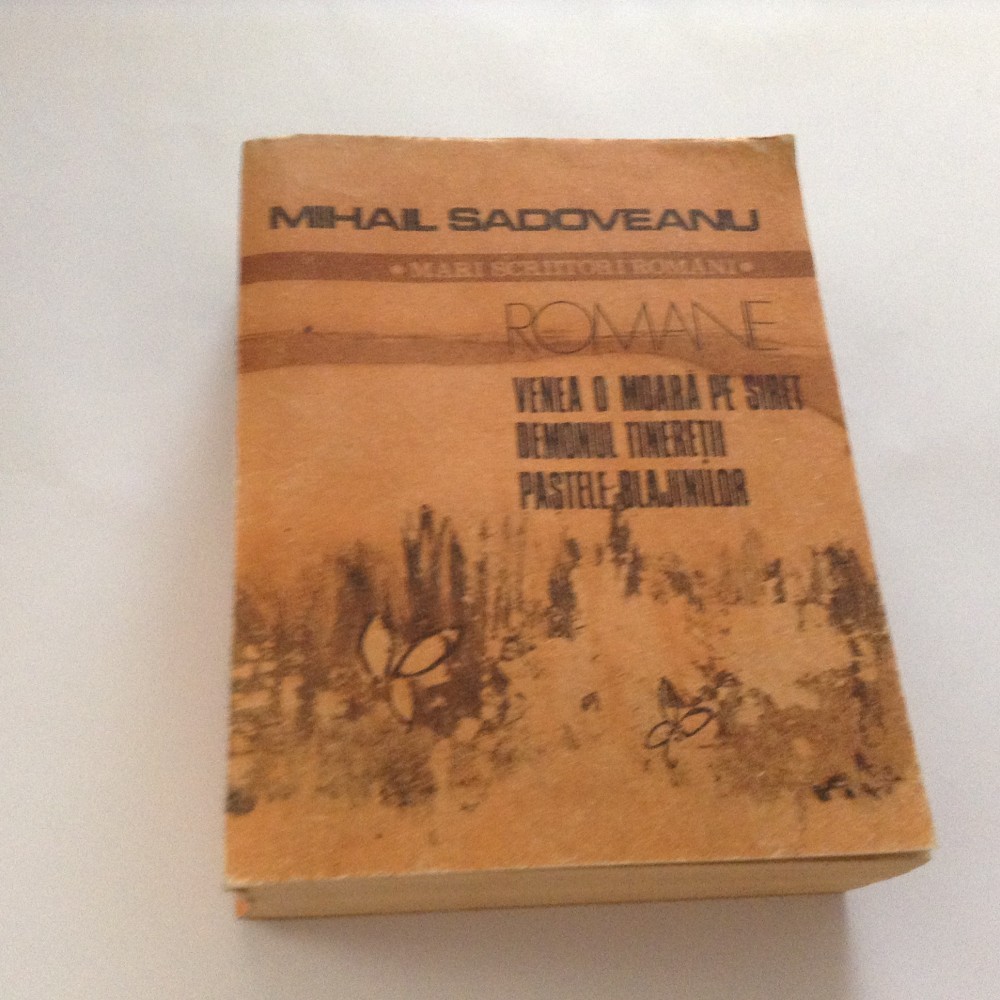 MIHAIL SADOVEANU
• MARI SCRIITORI ROMÂNI •
ROMANE
VENEA O MOARĂ PE SIRET
DEMONUL TINEREȚII
PAȘTELE BLAJINILOR